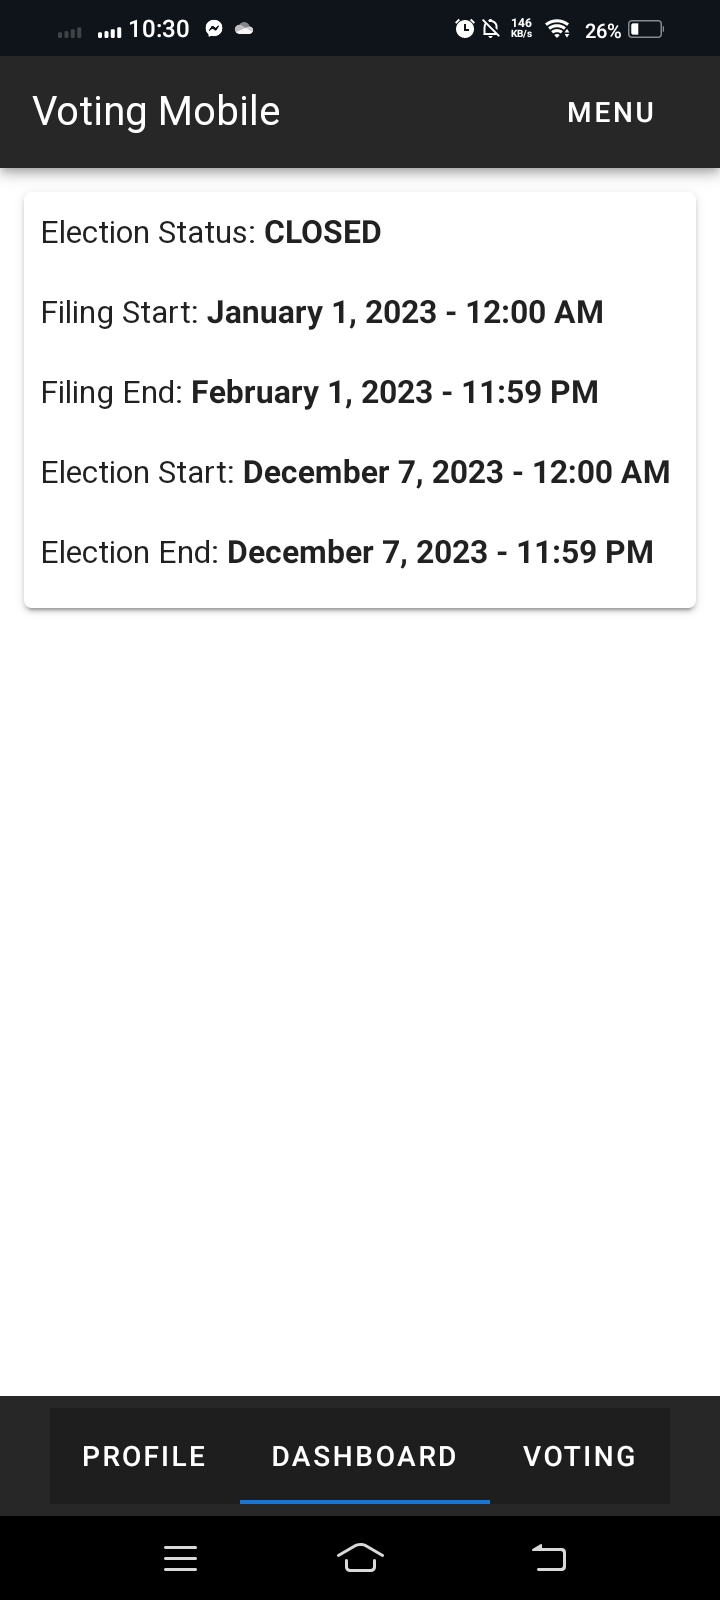 10:30
146
KB/s
26%
Voting Mobile
MENU
Election Status: CLOSED
Filing Start: January 1, 2023 - 12:00 AM
Filing End: February 1, 2023 - 11:59 PM
Election Start: December 7, 2023 - 12:00 AM
Election End: December 7, 2023 - 11:59 PM
PROFILE
DASHBOARD
VOTING